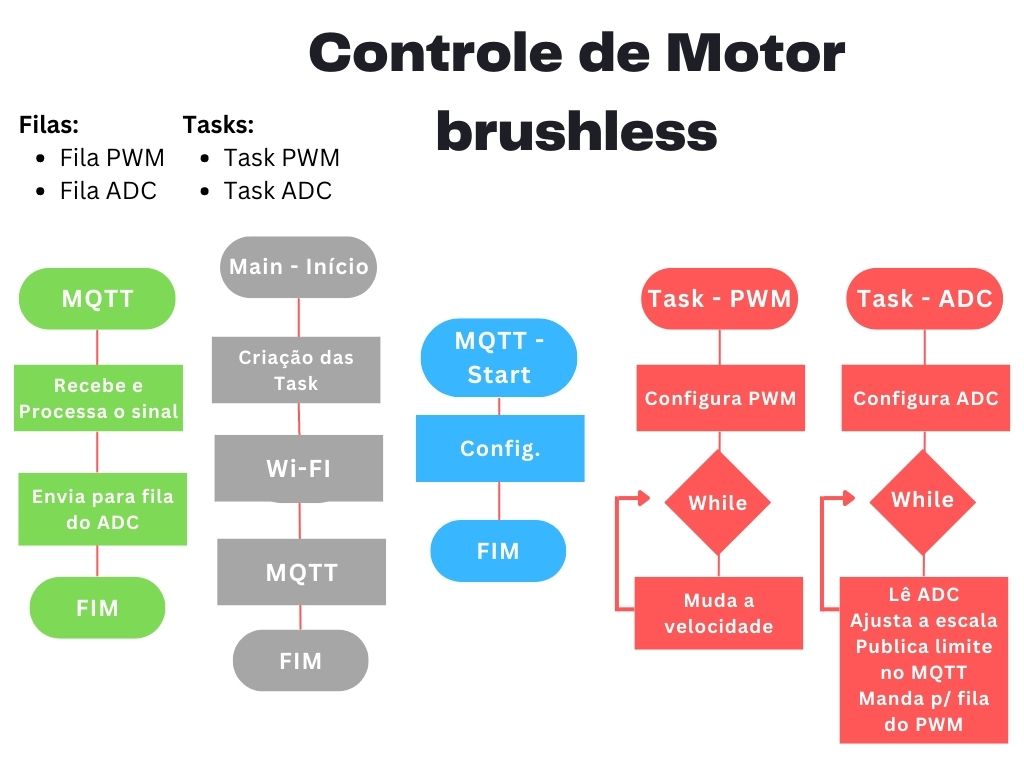 Controle de Motor
brushless
Filas:
• Fila PWM
• Fila ADC
Tasks:
• Task PWM
• Task ADC
MQTT
Recebe e
Processa o sinal
Envia para fila
do ADC
FIM
Main - Início
Criação das
Task
Wi-FI
MQTT
FIM
MQTT -
Start
Config.
FIM
Task - PWM
Configura PWM
While
Muda a
velocidade
Task - ADC
Configura ADC
While
Lê ADC
Ajusta a escala
Publica limite
no MQTT
Manda p/ fila
do PWM